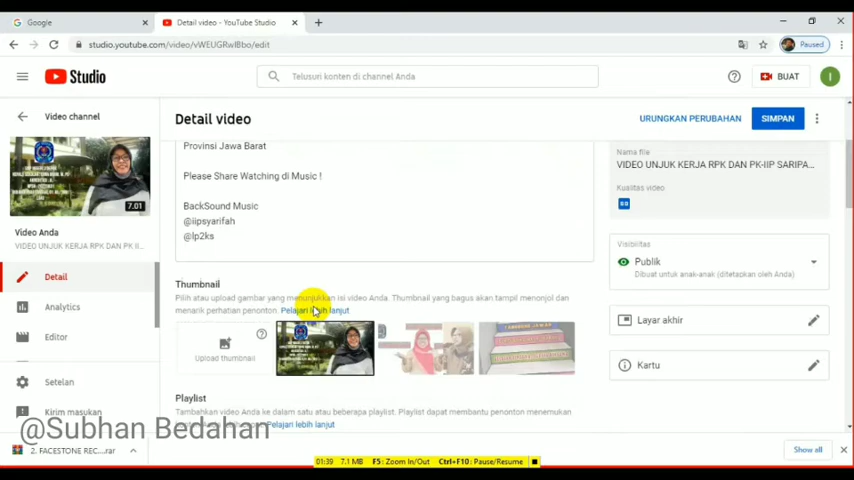 Google
Detail video - YouTube Studio
studio.youtube.com/video/vWEUGRwIBbo/edit
Paused
Studio
Telusuri konten di channel Anda
BUAT
I
Video channel
Detail video
URUNGKAN PERUBAHAN
SIMPAN
Provinsi Jawa Barat
Please Share Watching di Music !
BackSound Music
@iipsyarifah
@lp2ks
Nama file
VIDEO UNJUK KERJA RPK DAN PK-IIP SARIPA...
Kualitas video
SD
7.01
Video Anda
VIDEO UNJUK KERJA RPK DAN PK II...
Visibilitas
Publik
Dibuat untuk anak-anak (ditetapkan oleh Anda)
Detail
Analytics
Editor
Setelan
Kirim masukan
Thumbnail
Pilih atau upload gambar yang menunjukkan isi video Anda. Thumbnail yang bagus akan tampil menonjol dan
menarik perhatian penonton. Pelajari lebih lanjut
Upload thumbnail
Layar akhir
Kartu
Playlist
Tambahkan video Anda ke dalam satu atau beberapa playlist. Playlist dapat membantu penonton menemukan
Pelajari lebih lanjut
@Subhan Bedahan
2. FACESTONE REC....rar
Show all
01:39 7.1 MB F5: Zoom In/Out Ctrl+F10: Pause/Resume